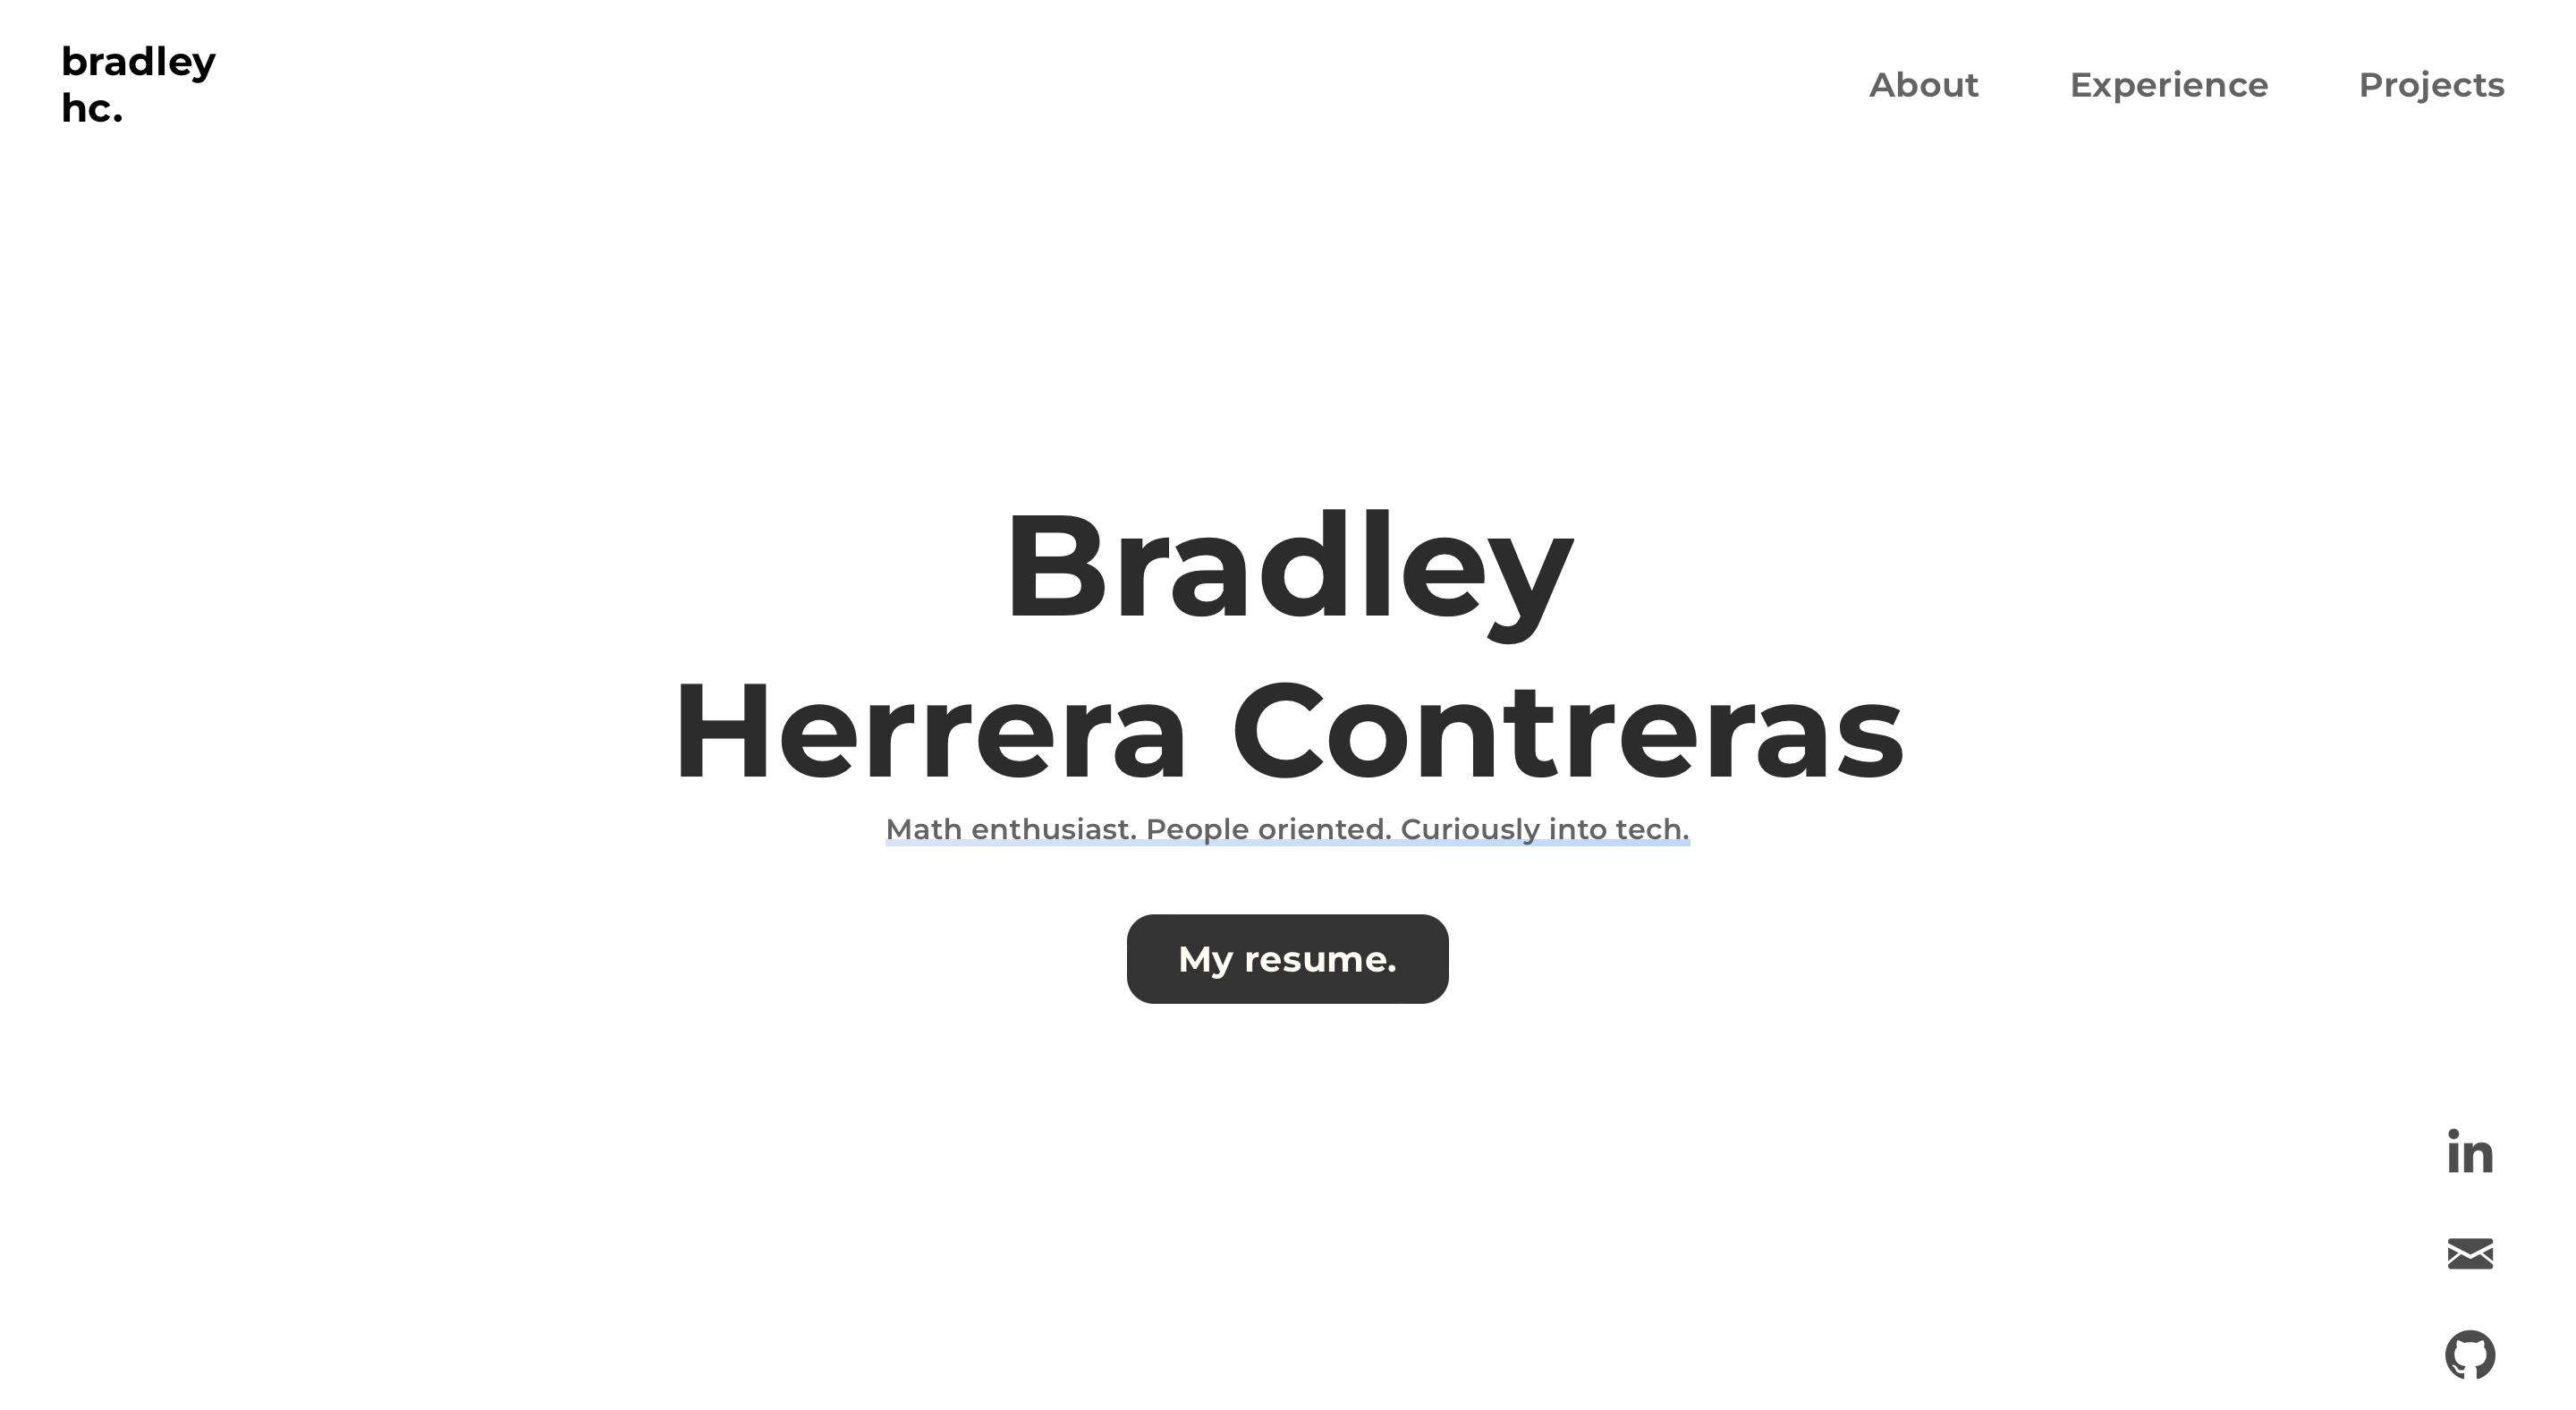 bradley
hc.
About Experience Projects
Bradley
Herrera Contreras
Math enthusiast. People oriented. Curiously into tech.
My resume.
in